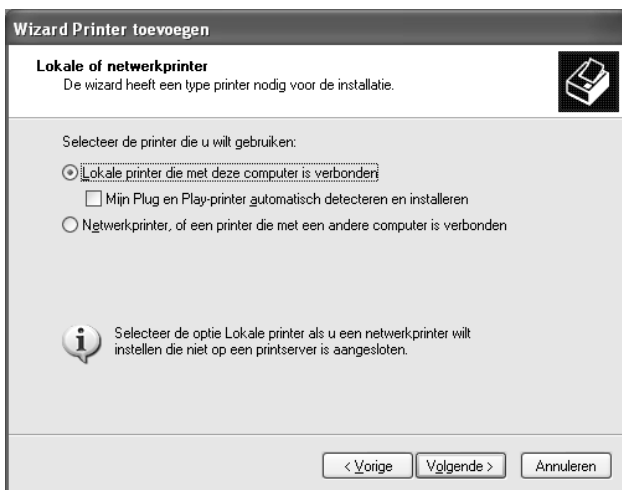 Wizard Printer toevoegen
Lokale of netwerkprinter
De wizard heeft een type printer nodig voor de installatie.
Selecteer de printer die u wilt gebruiken:
Lokale printer die met deze computer is verbonden
Mijn Plug en Play-printer automatisch detecteren en installeren
Netwerkprinter, of een printer die met een andere computer is verbonden
Selecteer de optie Lokale printer als u een netwerkprinter wilt
instellen die niet op een printserver is aangesloten.
< Vorige Volgende > Annuleren